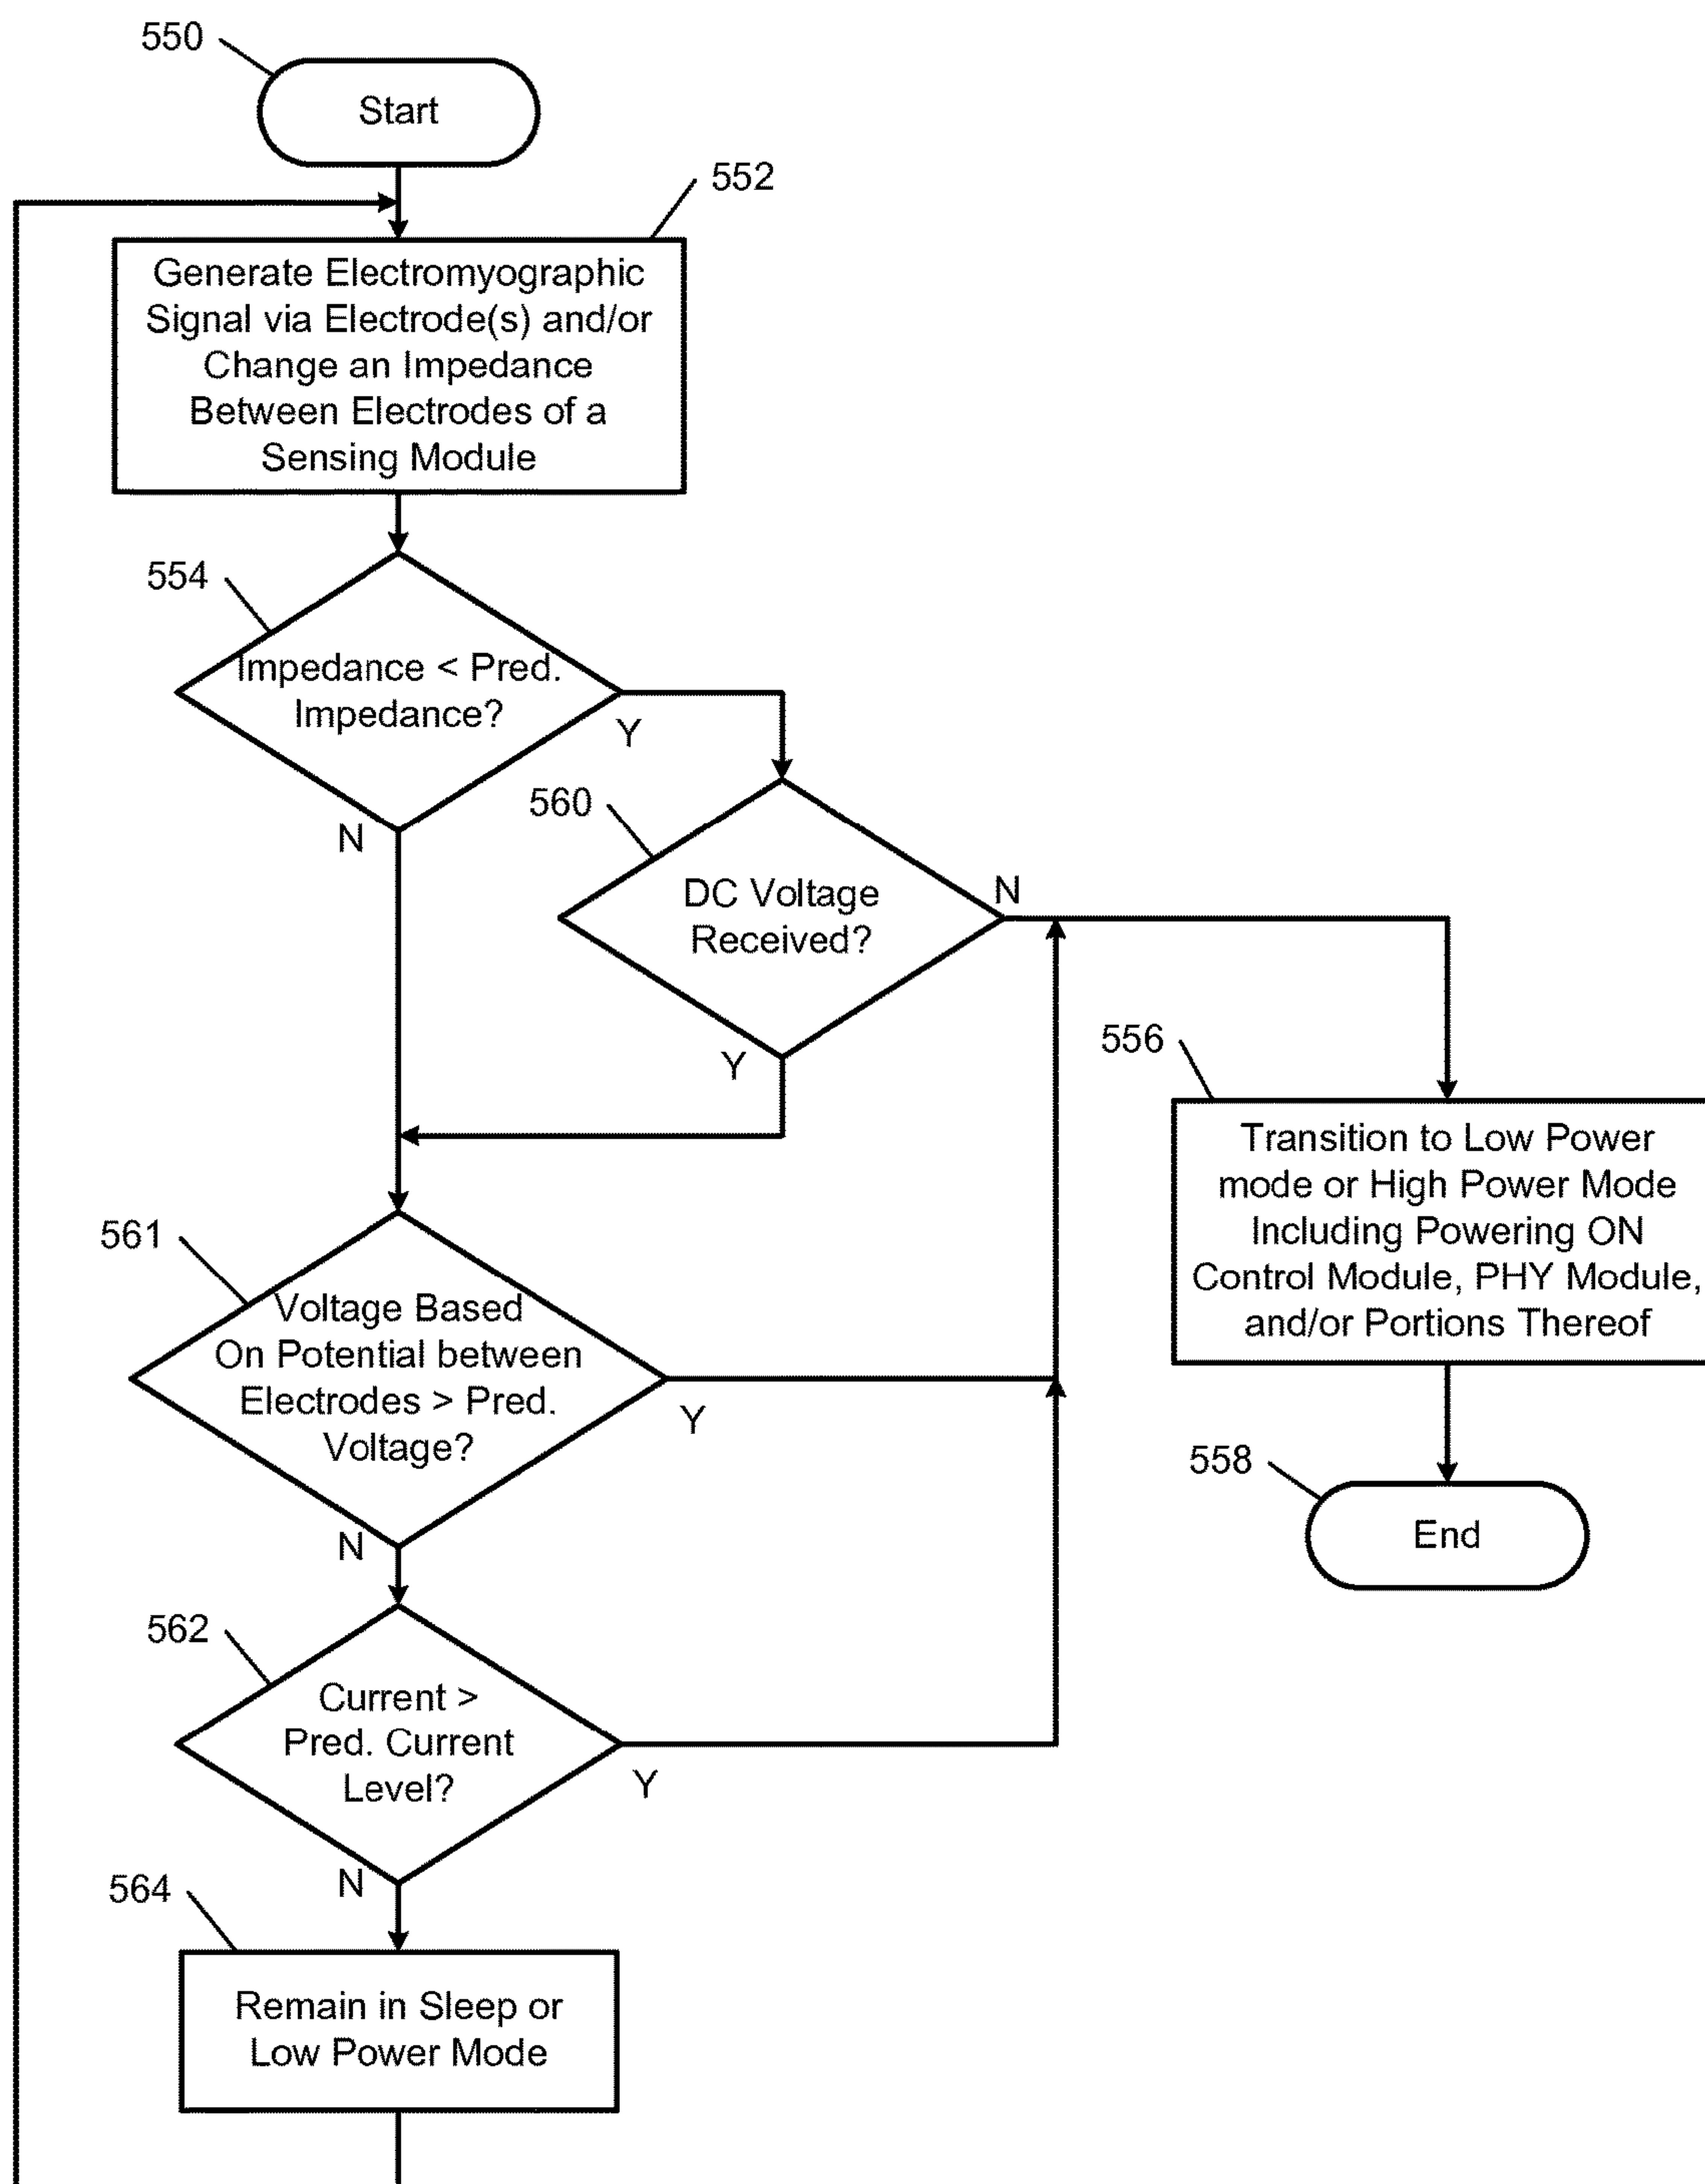 550
Start
552
Generate Electromyographic
Signal via Electrode(s) and/or
Change an Impedance
Between Electrodes of a
Sensing Module
554
Impedance < Pred.
Impedance?
Y
N
560
DC Voltage
Received?
N
Y
556
Transition to Low Power
mode or High Power Mode
Including Powering ON
Control Module, PHY Module,
and/or Portions Thereof
561
Voltage Based
On Potential between
Electrodes > Pred.
Voltage?
Y
N
558
End
562
Current >
Pred. Current
Level?
Y
N
564
Remain in Sleep or
Low Power Mode